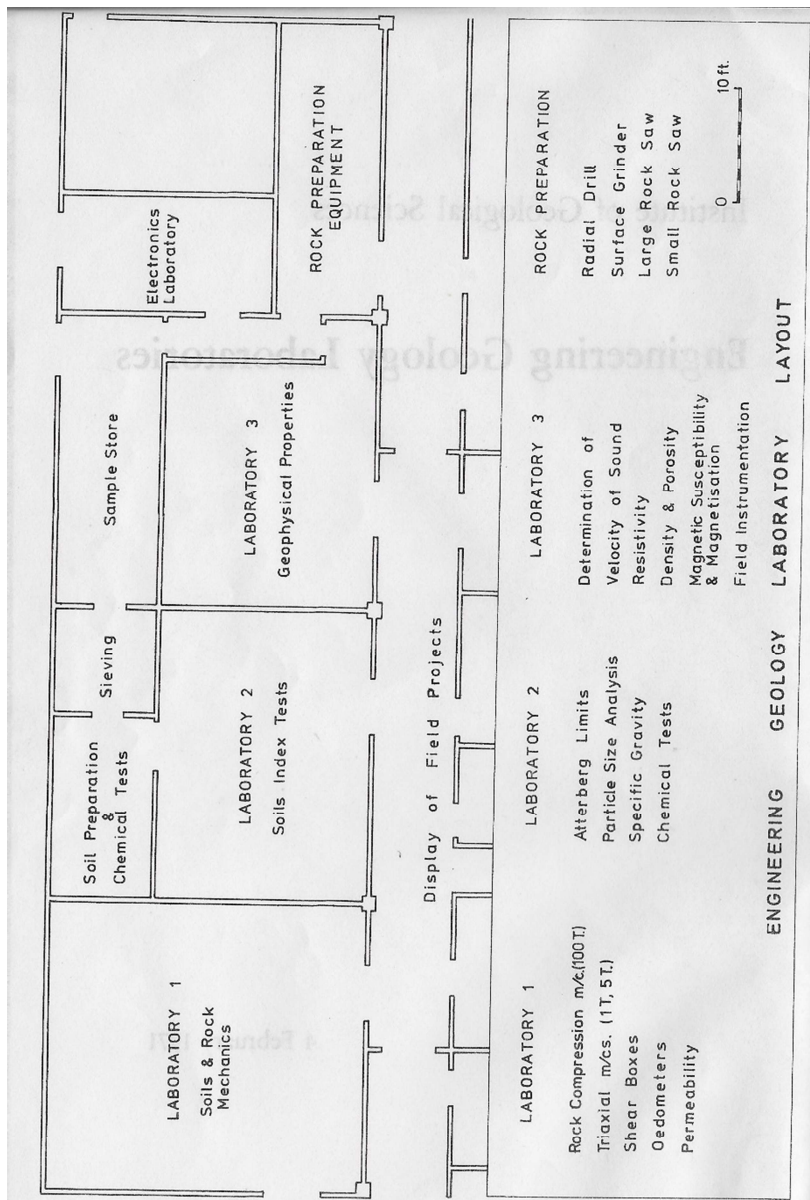 LABORATORY 1
Soils & Rock
Mechanics
Soil Preparation
&
Chemical Tests
Sieving
Sample Store
Electronics
Laboratory
LABORATORY 2
Soils Index Tests
LABORATORY 3
Geophysical Properties
ROCK PREPARATION
EQUIPMENT
Display of Field Projects
LABORATORY 1
Rock Compression m/c.(100 T.)
Triaxial m/cs. (1T, 5T.)
Shear Boxes
Oedometers
Permeability
LABORATORY 2
Atterberg Limits
Particle Size Analysis
Specific Gravity
Chemical Tests
LABORATORY 3
Determination of
Velocity of Sound
Resistivity
Density & Porosity
Magnetic Susceptibility
& Magnetisation
Field Instrumentation
ROCK PREPARATION
Radial Drill
Surface Grinder
Large Rock Saw
Small Rock Saw
0 10 ft.
ENGINEERING GEOLOGY LABORATORY LAYOUT
Institute of Geological Sciences
Engineering Geology Laboratories